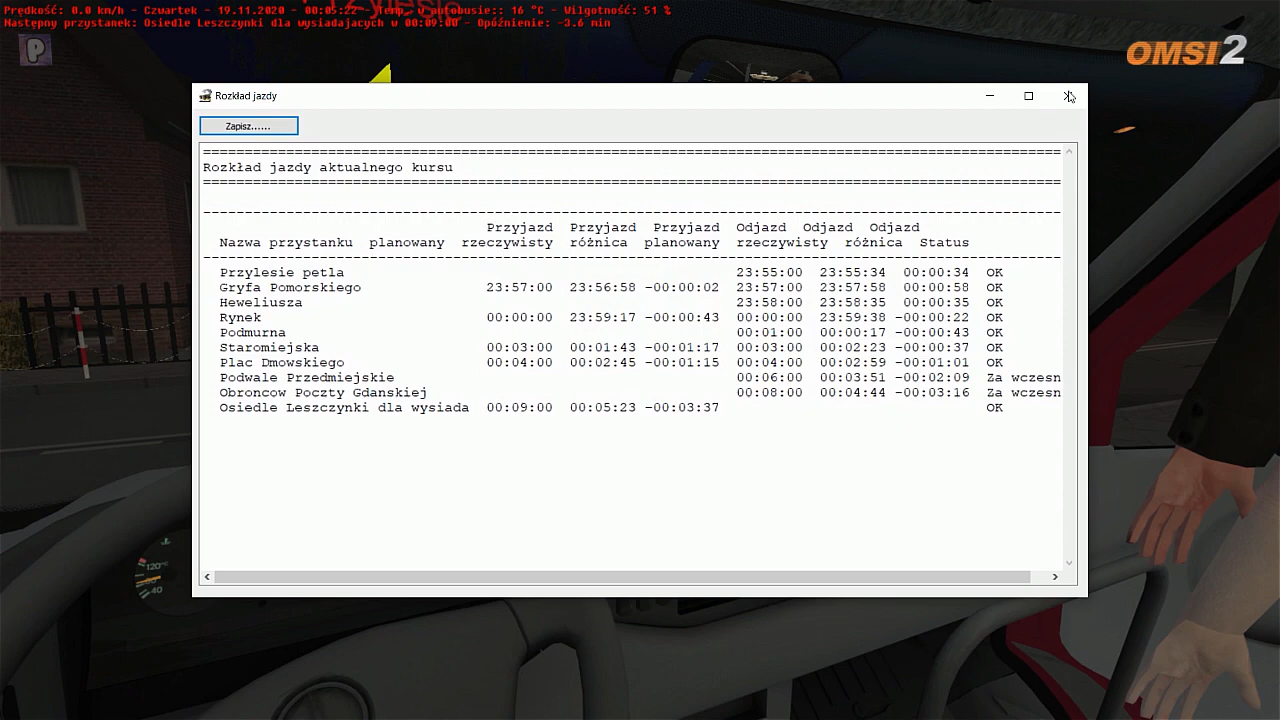 Prędkość: 0.0 km/h - Czwartek - 19.11.2020 - 00:05:22 - Temp. w autobusie:: 16 °C - Wilgotność: 51 %
Następny przystanek: Osiedle Leszczynki dla wysiadajacych w 00:09:00 - Opóźnienie: -3.6 min
P
OMSI 2
Rozkład jazdy
Zapisz......
Rozkład jazdy aktualnego kursu
Przyjazd Przyjazd Przyjazd Odjazd Odjazd Odjazd
Nazwa przystanku planowany rzeczywisty różnica planowany rzeczywisty różnica Status
Przylesie petla 23:55:00 23:55:34 00:00:34 OK
Gryfa Pomorskiego 23:57:00 23:56:58 -00:00:02 23:57:00 23:57:58 00:00:58 OK
Heweliusza 23:58:00 23:58:35 00:00:35 OK
Rynek 00:00:00 23:59:17 -00:00:43 00:00:00 23:59:38 -00:00:22 OK
Podmurna 00:01:00 00:00:17 -00:00:43 OK
Staromiejska 00:03:00 00:01:43 -00:01:17 00:03:00 00:02:23 -00:00:37 OK
Plac Dmowskiego 00:04:00 00:02:45 -00:01:15 00:04:00 00:02:59 -00:01:01 OK
Podwale Przedmiejskie 00:06:00 00:03:51 -00:02:09 Za wczesn
Obroncow Poczty Gdanskiej 00:08:00 00:04:44 -00:03:16 Za wczesn
Osiedle Leszczynki dla wysiada 00:09:00 00:05:23 -00:03:37 OK
120
80
40